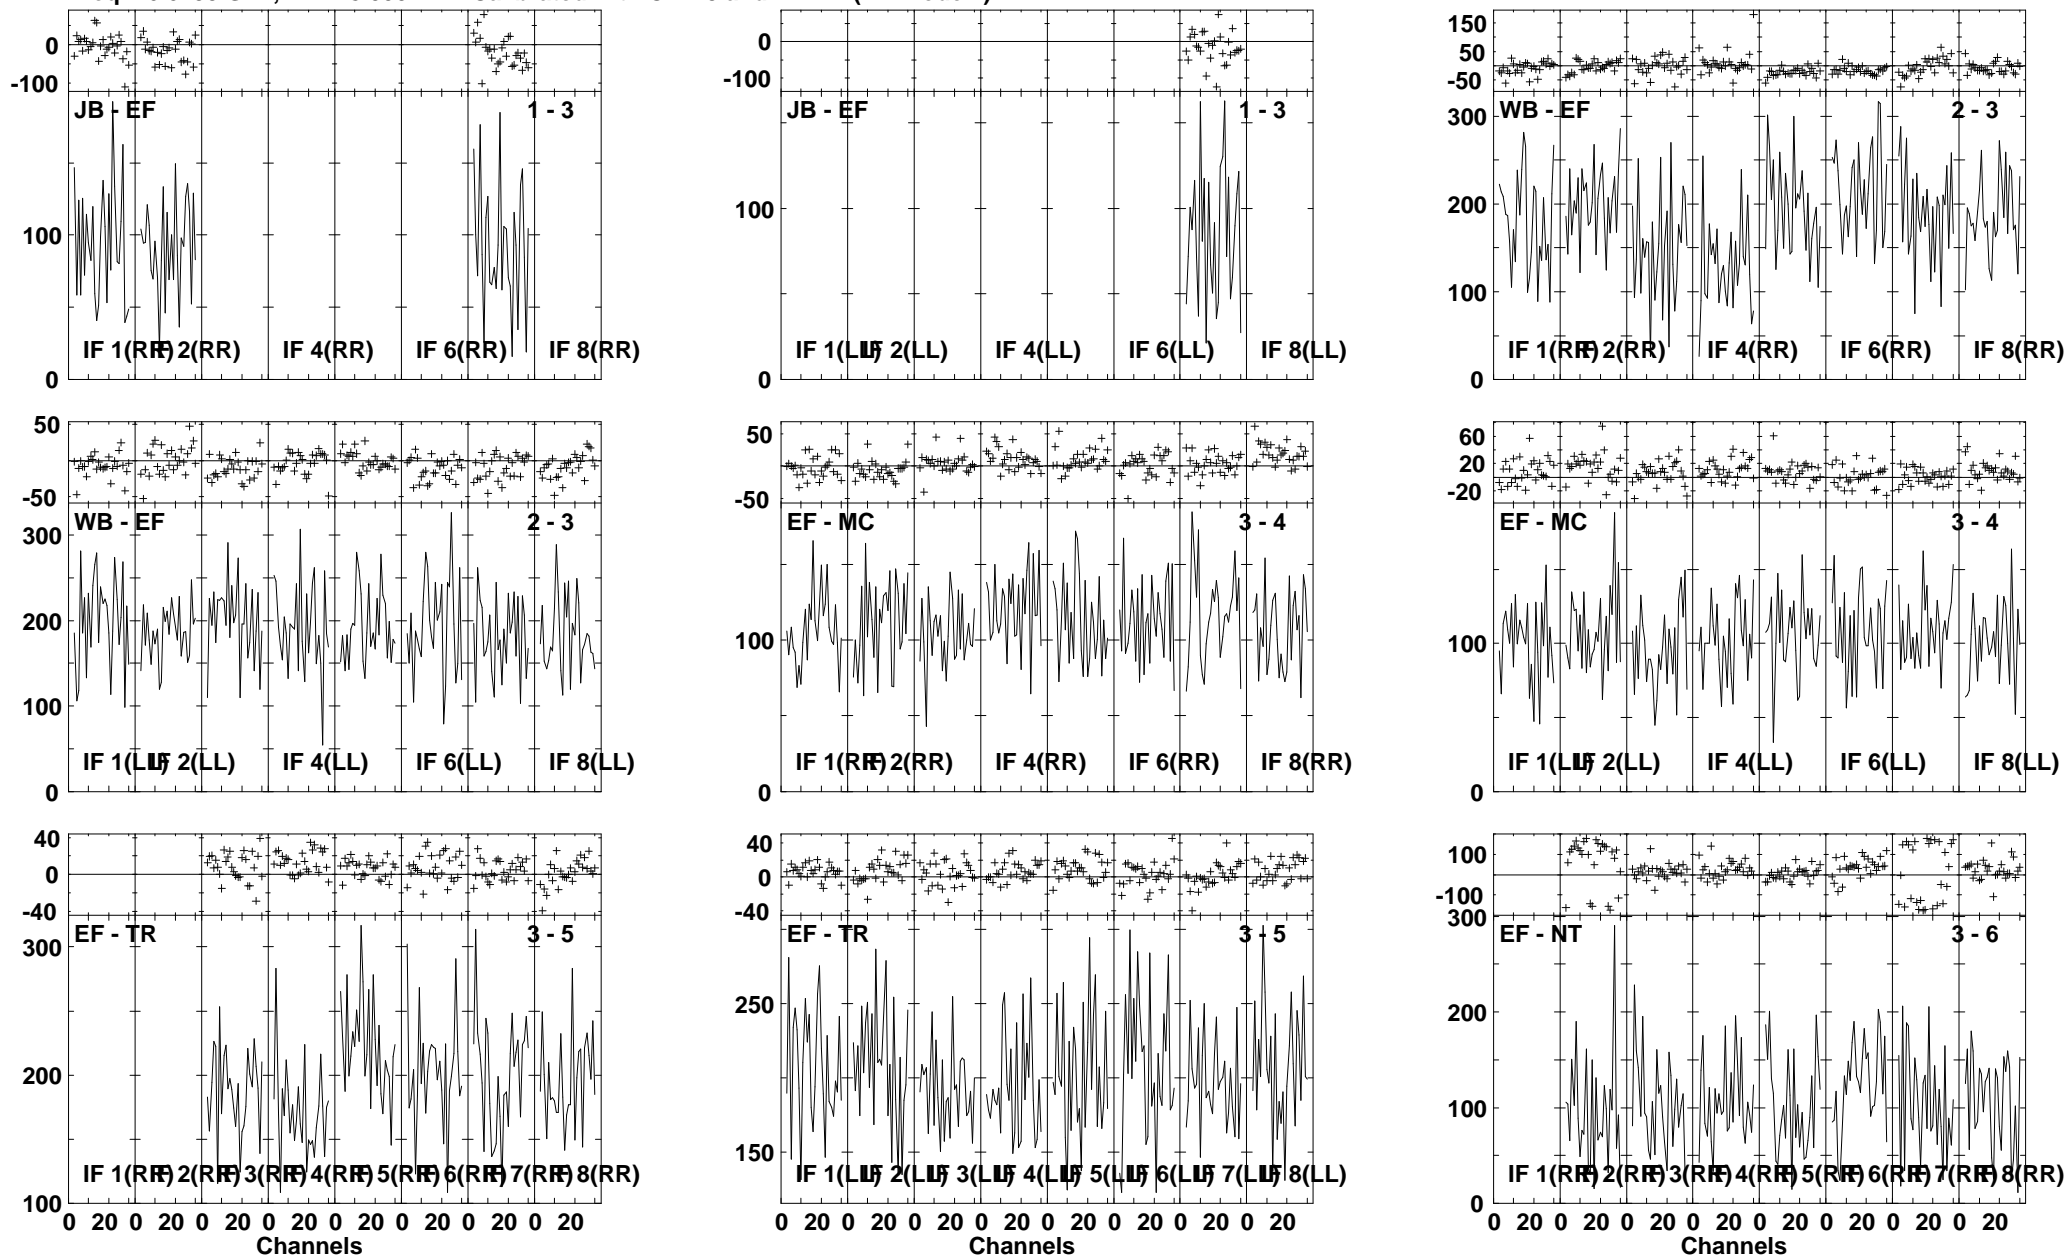 0
-100
JB - EF
1 - 3
100
0
IF 1(RR)
IF 2(RR)
IF 4(RR)
IF 6(RR)
IF 8(RR)
0
-100
JB - EF
1 - 3
100
0
IF 1(LL)
IF 2(LL)
IF 4(LL)
IF 6(LL)
IF 8(LL)
150
50
-50
WB - EF
2 - 3
300
200
100
0
IF 1(RR)
IF 2(RR)
IF 4(RR)
IF 6(RR)
IF 8(RR)
50
-50
WB - EF
2 - 3
300
200
100
0
IF 1(LL)
IF 2(LL)
IF 4(LL)
IF 6(LL)
IF 8(LL)
50
-50
EF - MC
3 - 4
100
0
IF 1(RR)
IF 2(RR)
IF 4(RR)
IF 6(RR)
IF 8(RR)
60
20
-20
EF - MC
3 - 4
100
0
IF 1(LL)
IF 2(LL)
IF 4(LL)
IF 6(LL)
IF 8(LL)
40
0
-40
EF - TR
3 - 5
300
200
100
IF 1(RR)
IF 2(RR)
IF 3(RR)
IF 4(RR)
IF 5(RR)
IF 6(RR)
IF 7(RR)
IF 8(RR)
0 20 0 20 0 20 0 20 0 20 0 20 0 20 0 20
Channels
40
0
-40
EF - TR
3 - 5
250
150
IF 1(LL)
IF 2(LL)
IF 3(LL)
IF 4(LL)
IF 5(LL)
IF 6(LL)
IF 7(LL)
IF 8(LL)
0 20 0 20 0 20 0 20 0 20 0 20 0 20 0 20
Channels
100
-100
EF - NT
3 - 6
300
200
100
0
IF 1(RR)
IF 2(RR)
IF 3(RR)
IF 4(RR)
IF 5(RR)
IF 6(RR)
IF 7(RR)
IF 8(RR)
0 20 0 20 0 20 0 20 0 20 0 20 0 20 0 20
Channels